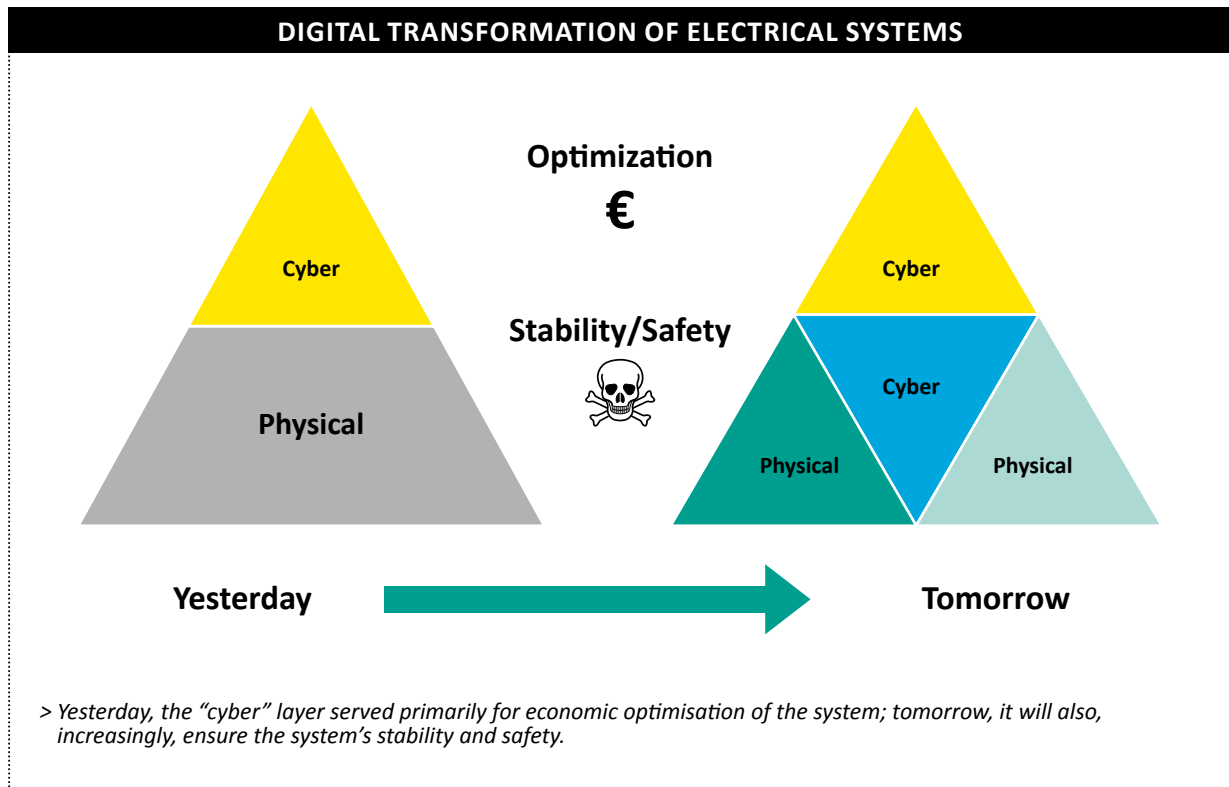 DIGITAL TRANSFORMATION OF ELECTRICAL SYSTEMS
Optimization
€
Cyber
Cyber
Stability/Safety
Physical
Cyber
Physical
Physical
Yesterday
Tomorrow
> Yesterday, the “cyber” layer served primarily for economic optimisation of the system; tomorrow, it will also,
increasingly, ensure the system’s stability and safety.